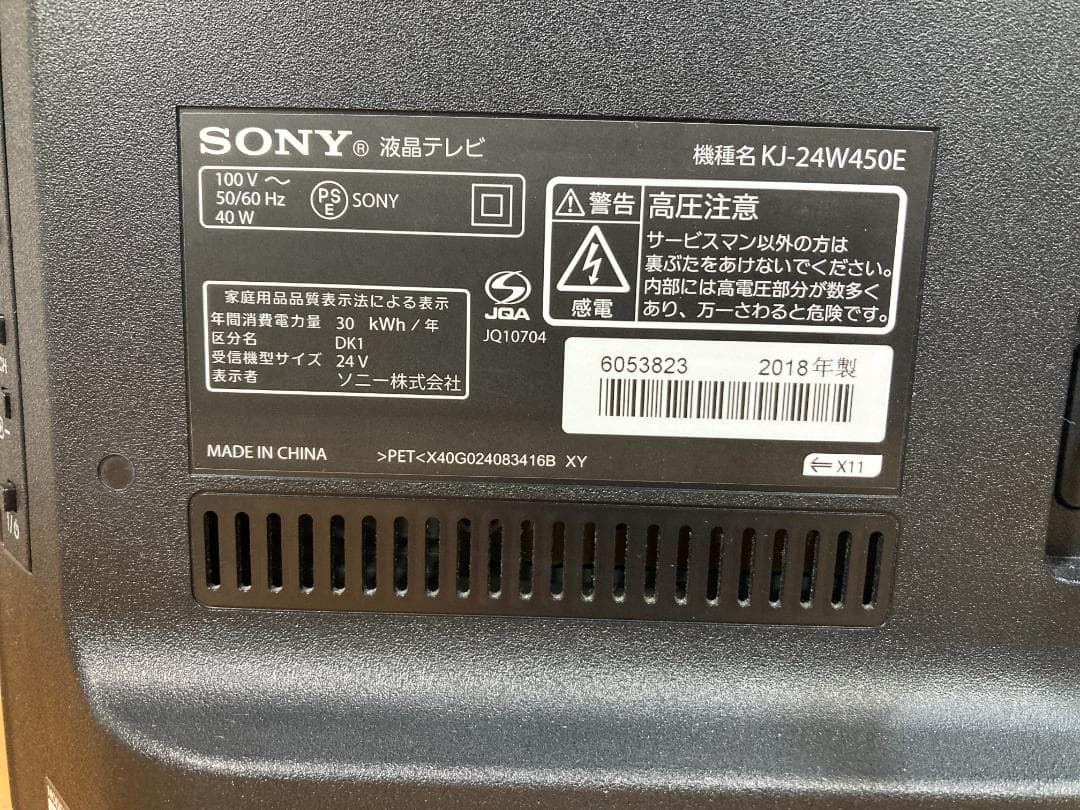 SONY® 液晶テレビ
機種名 KJ-24W450E
100 V ～
50/60 Hz
40 W
PSE SONY
警告 高圧注意
サービスマン以外の方は
裏ぶたをあけないでください。
内部には高電圧部分が数多く
あり、万一さわると危険です。
感電
家庭用品品質表示法による表示
年間消費電力量 30 kWh/年
区分名 DK1
受信機型サイズ 24 V
表示者 ソニー株式会社
JQA
JQ10704
6053823 2018年製
MADE IN CHINA >PET<X40G024083416B XY
X11